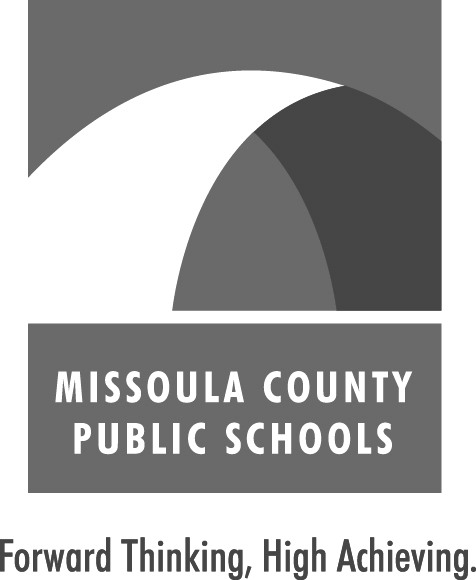 MISSOULA COUNTY
PUBLIC SCHOOLS
Forward Thinking, High Achieving.